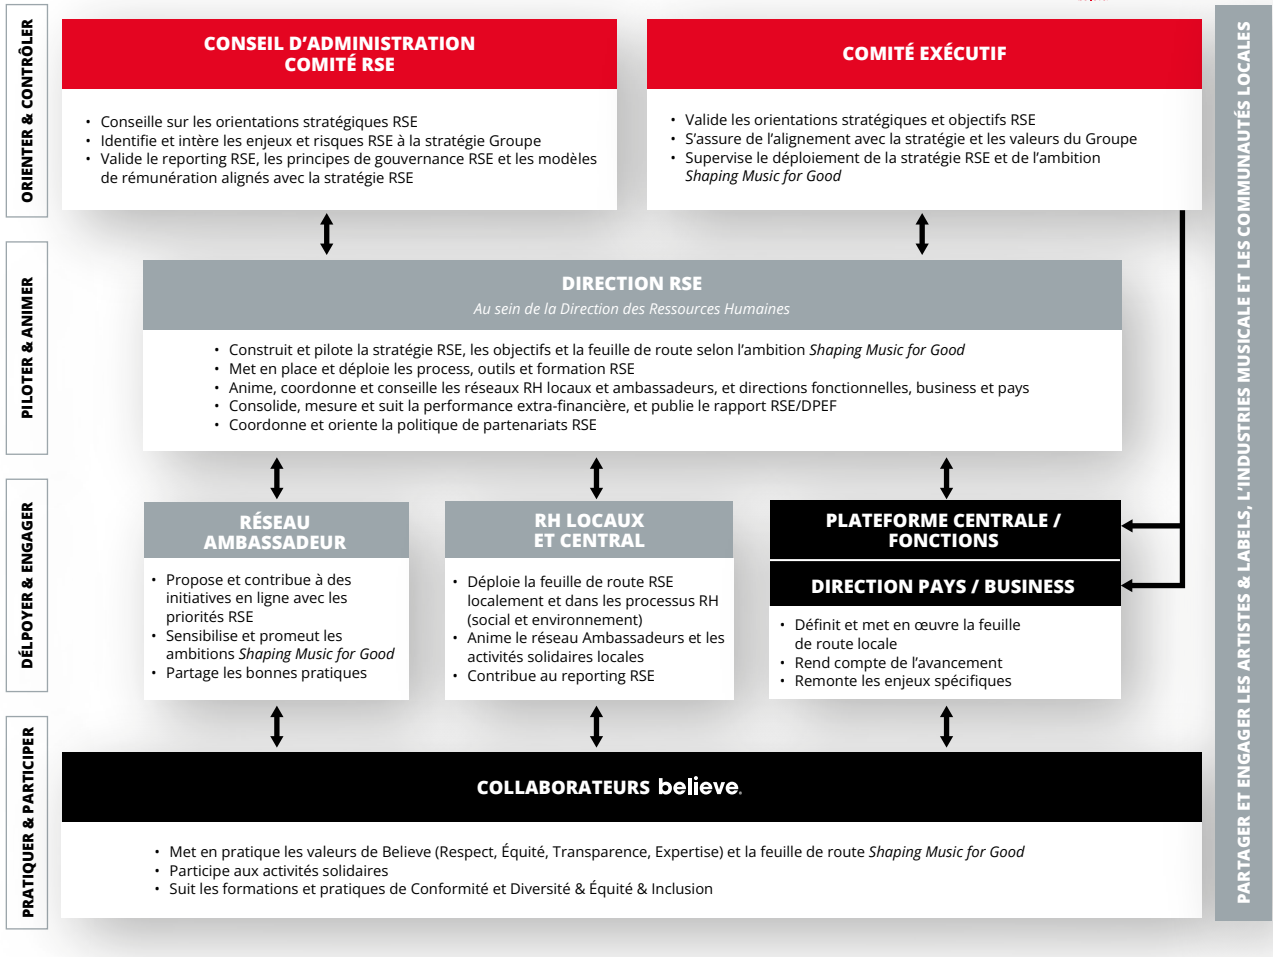 ORIENTER & CONTRÔLER
CONSEIL D'ADMINISTRATION
COMITÉ RSE
• Conseille sur les orientations stratégiques RSE
• Identifie et intère les enjeux et risques RSE à la stratégie Groupe
• Valide le reporting RSE, les principes de gouvernance RSE et les modèles
de rémunération alignés avec la stratégie RSE
COMITÉ EXÉCUTIF
• Valide les orientations stratégiques et objectifs RSE
• S'assure de l'alignement avec la stratégie et les valeurs du Groupe
• Supervise le déploiement de la stratégie RSE et de l'ambition
Shaping Music for Good
PILOTER & ANIMER
DIRECTION RSE
Au sein de la Direction des Ressources Humaines
• Construit et pilote la stratégie RSE, les objectifs et la feuille de route selon l'ambition Shaping Music for Good
• Met en place et déploie les process, outils et formation RSE
• Anime, coordonne et conseille les réseaux RH locaux et ambassadeurs, et directions fonctionnelles, business et pays
• Consolide, mesure et suit la performance extra-financière, et publie le rapport RSE/DPEF
• Coordonne et oriente la politique de partenariats RSE
DÉLPOYER & ENGAGER
RÉSEAU
AMBASSADEUR
• Propose et contribue à des
initiatives en ligne avec les
priorités RSE
• Sensibilise et promeut les
ambitions Shaping Music for Good
• Partage les bonnes pratiques
RH LOCAUX
ET CENTRAL
• Déploie la feuille de route RSE
localement et dans les processus RH
(social et environnement)
• Anime le réseau Ambassadeurs et les
activités solidaires locales
• Contribue au reporting RSE
PLATEFORME CENTRALE /
FONCTIONS
DIRECTION PAYS / BUSINESS
• Définit et met en œuvre la feuille
de route locale
• Rend compte de l'avancement
• Remonte les enjeux spécifiques
PRATIQUER & PARTICIPER
COLLABORATEURS believe.
• Met en pratique les valeurs de Believe (Respect, Équité, Transparence, Expertise) et la feuille de route Shaping Music for Good
• Participe aux activités solidaires
• Suit les formations et pratiques de Conformité et Diversité & Équité & Inclusion
PARTAGER ET ENGAGER LES ARTISTES & LABELS, L'INDUSTRIES MUSICALE ET LES COMMUNAUTÉS LOCALES